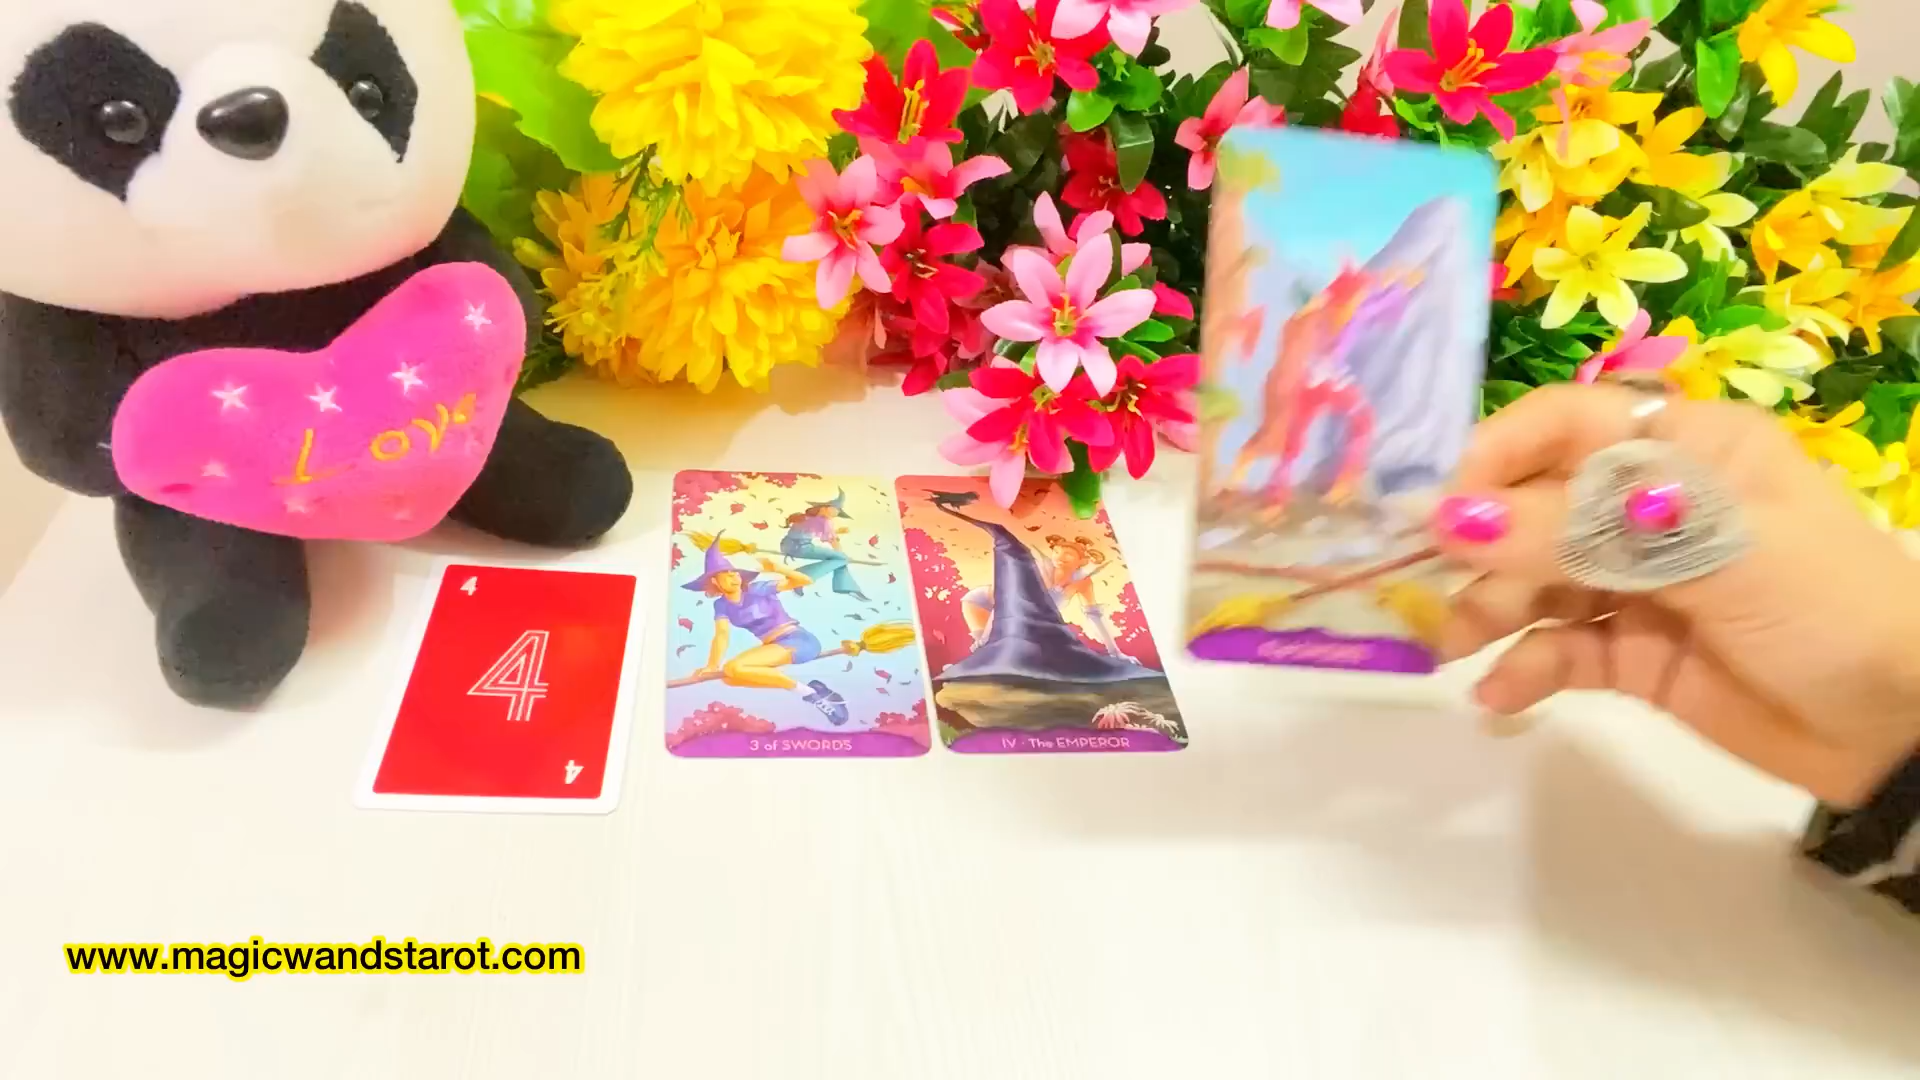 Love
4
4
4
3 of SWORDS
IV · The EMPEROR
www.magicwandstarot.com